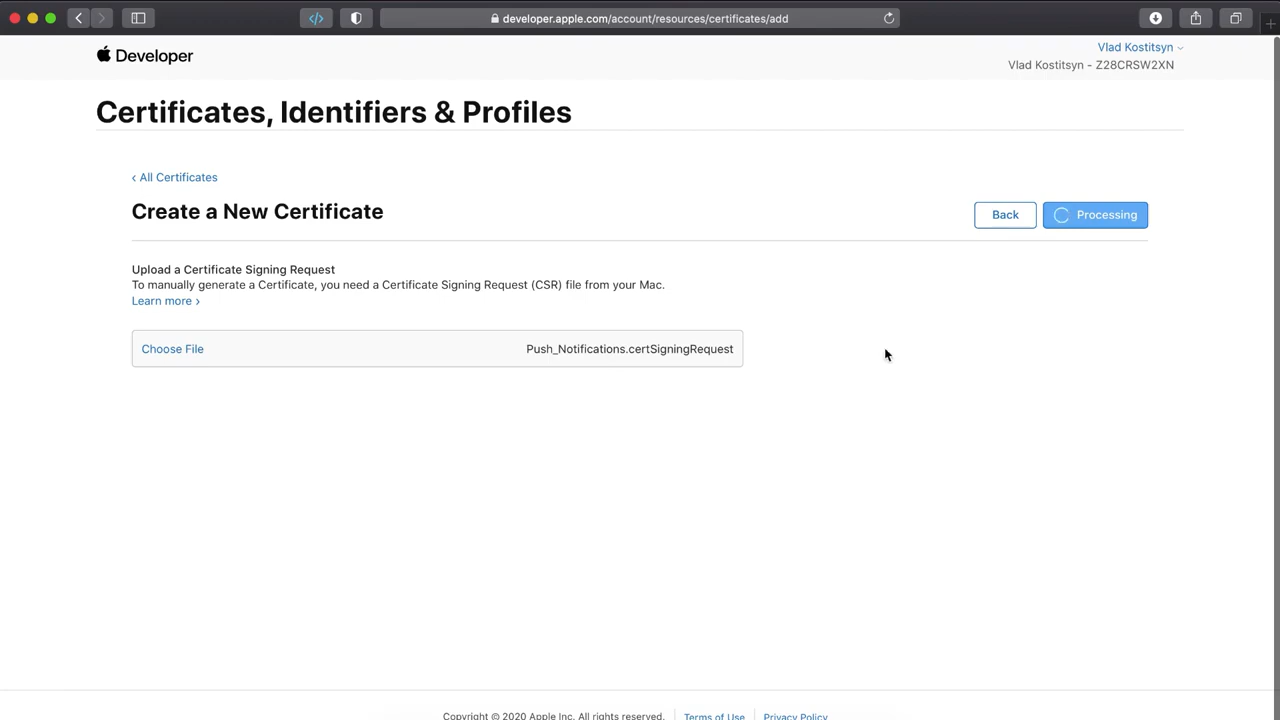 developer.apple.com/account/resources/certificates/add
Developer
Vlad Kostitsyn
Vlad Kostitsyn - Z28CRSW2XN
Certificates, Identifiers & Profiles
‹ All Certificates
Create a New Certificate
Back
Processing
Upload a Certificate Signing Request
To manually generate a Certificate, you need a Certificate Signing Request (CSR) file from your Mac.
Learn more ›
Choose File
Push_Notifications.certSigningRequest
Copyright © 2020 Apple Inc. All rights reserved.
Terms of Use
Privacy Policy